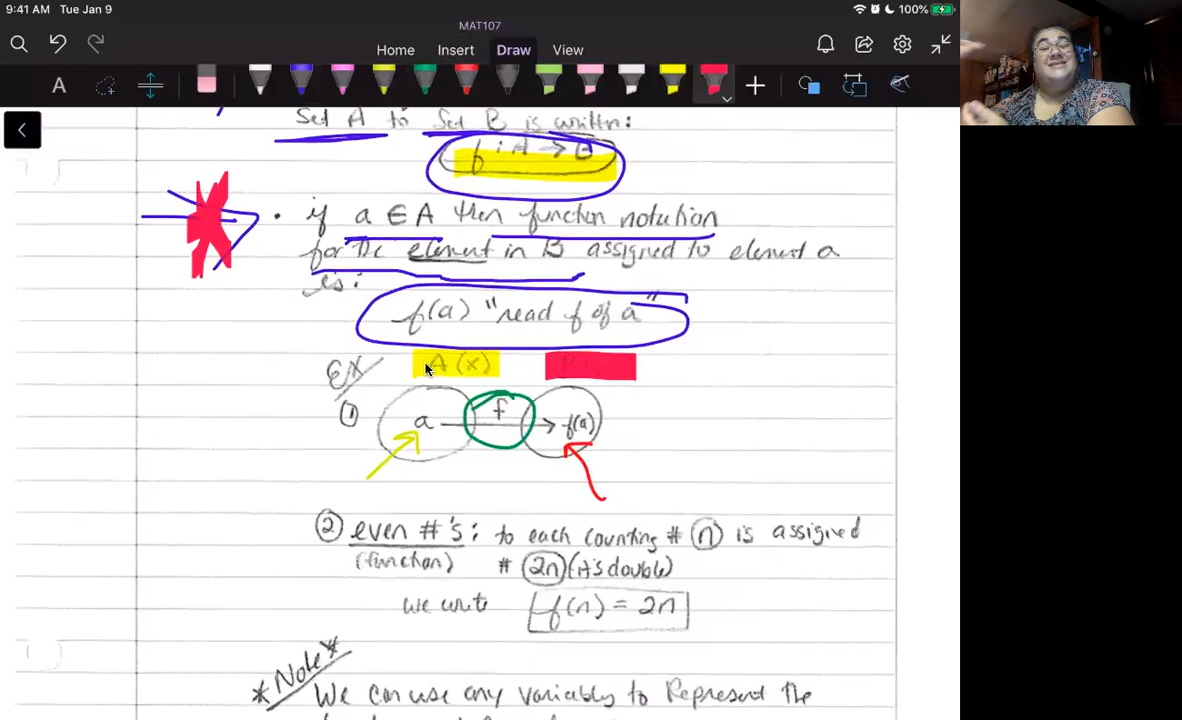 9:41 AM Tue Jan 9
100%
MAT107
Home Insert Draw View
Set A to Set B is written:
f : A → B
• if a ∈ A then function notation
for the element in B assigned to element a
is:
f(a) "read f of a"
EX
A (x)
① a f f(a)
② even #'s: to each counting # n is assigned
(function) # 2n (it's double)
we write f(n) = 2n
*Note*
We can use any variables to Represent the